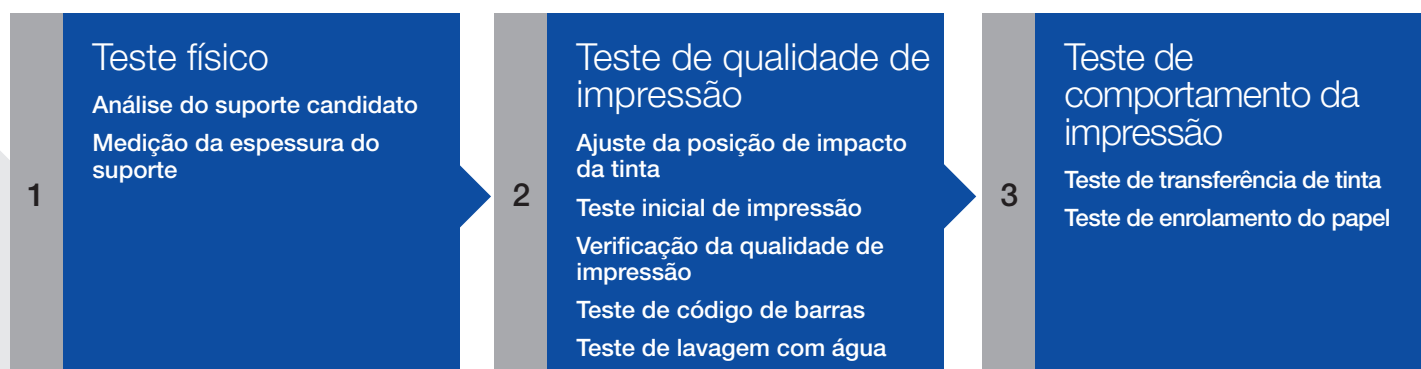 1
Teste físico
Análise do suporte candidato
Medição da espessura do
suporte
2
Teste de qualidade de
impressão
Ajuste da posição de impacto
da tinta
Teste inicial de impressão
Verificação da qualidade de
impressão
Teste de código de barras
Teste de lavagem com água
3
Teste de
comportamento da
impressão
Teste de transferência de tinta
Teste de enrolamento do papel